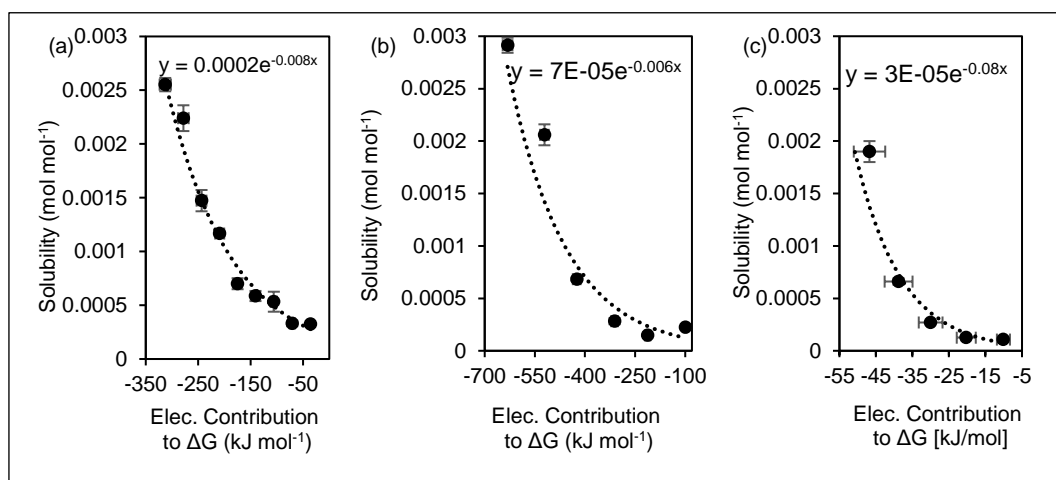 (a)
y = 0.0002e^-0.008x
0.003
0.0025
0.002
0.0015
0.001
0.0005
0
Solubility (mol mol⁻¹)
-350 -250 -150 -50
Elec. Contribution
to ΔG (kJ mol⁻¹)
(b)
y = 7E-05e^-0.006x
0.003
0.0025
0.002
0.0015
0.001
0.0005
0
Solubility (mol mol⁻¹)
-700 -550 -400 -250 -100
Elec. Contribution
to ΔG (kJ mol⁻¹)
(c)
y = 3E-05e^-0.08x
0.003
0.0025
0.002
0.0015
0.001
0.0005
0
Solubility (mol mol⁻¹)
-55 -45 -35 -25 -15 -5
Elec. Contribution
to ΔG [kJ/mol]